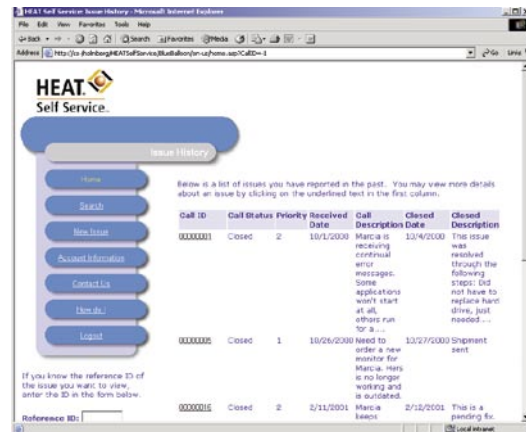 HEAT Self Service: Issue History - Microsoft Internet Explorer
File Edit View Favorites Tools Help
Back Search Favorites Media
Address Go Links
HEAT
Self Service
Issue History
Home
Search
New Issue
Account Information
Contact Us
How do I
Logout
If you know the reference ID of
the issue you want to view,
enter the ID in the form below.
Reference ID:
Below is a list of issues you have reported in the past. You may view more details
about an issue by clicking on the underlined text in the first column.
Call ID Call Status Priority Received Date Call Description Closed Date Closed Description
00000001 Closed 2 10/1/2000 10/4/2000
Marcia is
receiving
continual
error
messages.
Some
applications
won't start
at all,
others run
for a....
This issue
was
resolved
through the
following
steps: Did
not have to
replace hard
drive, just
needed....
00000005 Closed 1 10/26/2000 10/27/2000
Need to
order a new
monitor for
Marcia. Hers
is no longer
working and
is outdated.
Shipment
sent
00000016 Closed 2 2/11/2001 2/12/2001
Marcia
keeps
This is a
pending fix.
Local intranet